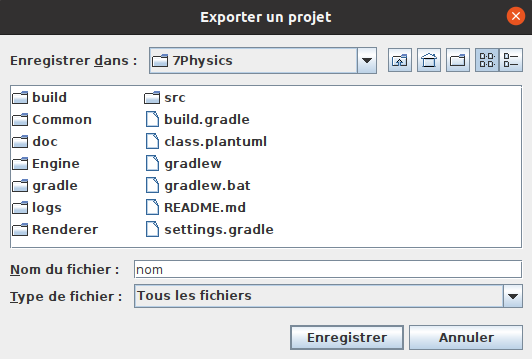 Exporter un projet
Enregistrer dans : 7Physics
build src
Common build.gradle
doc class.plantuml
Engine gradlew
gradle gradlew.bat
logs README.md
Renderer settings.gradle
Nom du fichier : nom
Type de fichier : Tous les fichiers
Enregistrer Annuler